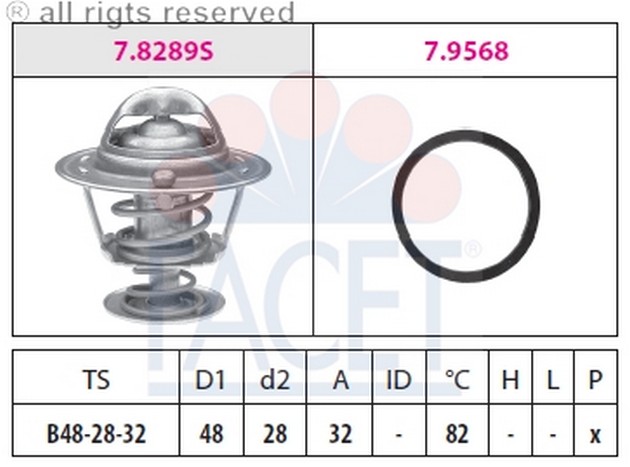 ® all rigts reserved
7.8289S 7.9568
FACET®
TS D1 d2 A ID °C H L P
B48-28-32 48 28 32 - 82 - - x